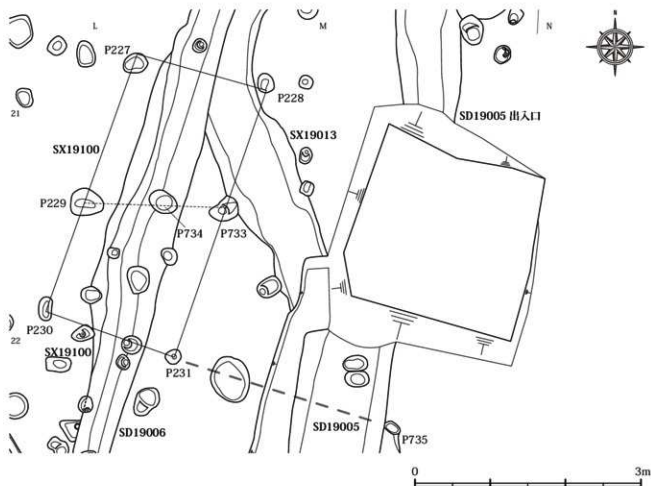 L
M
N
N
P227
P228
21
SX19100
SX19013
SD19005 出入口
P229
P734
P733
P230
22
SX19100
P231
SD19006
SD19005
P735
0
3m